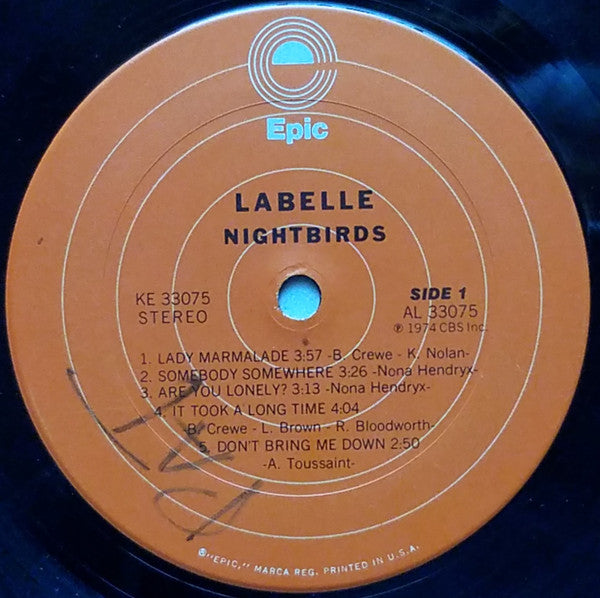 Epic
LABELLE
NIGHTBIRDS
KE 33075
STEREO
SIDE 1
AL 33075
℗ 1974 CBS Inc.
1. LADY MARMALADE 3:57 -B. Crewe - K. Nolan-
2. SOMEBODY SOMEWHERE 3:26 -Nona Hendryx-
3. ARE YOU LONELY? 3:13 -Nona Hendryx-
4. IT TOOK A LONG TIME 4:04
-B. Crewe - L. Brown - R. Bloodworth-
5. DON'T BRING ME DOWN 2:50
-A. Toussaint-
®"EPIC," MARCA REG. PRINTED IN U.S.A.